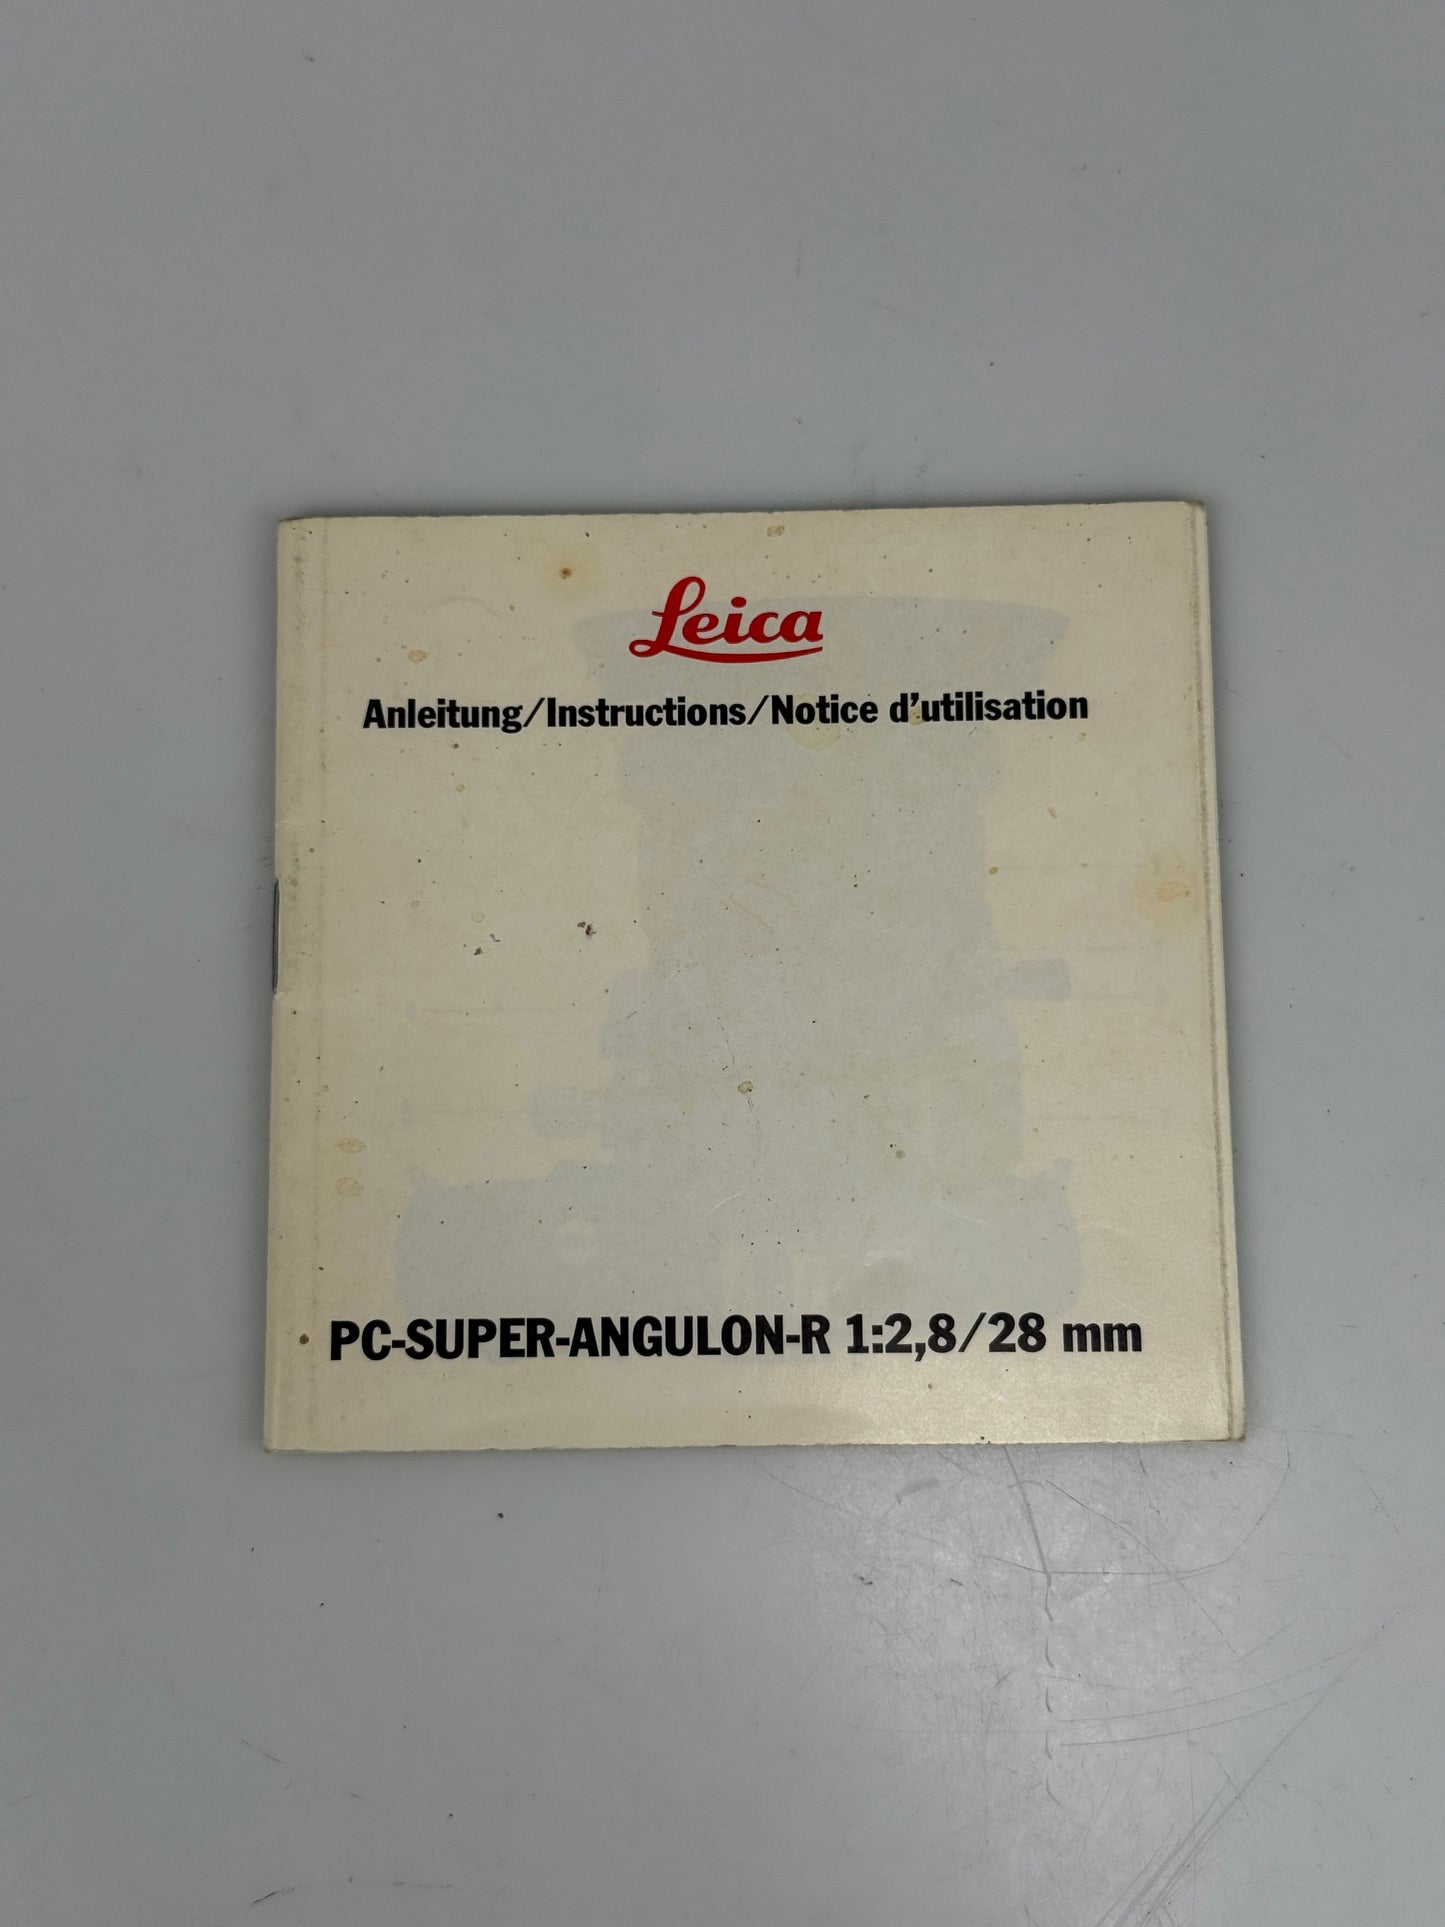 Leica
Anleitung/Instructions/Notice d'utilisation
PC-SUPER-ANGULON-R 1:2,8/28 mm